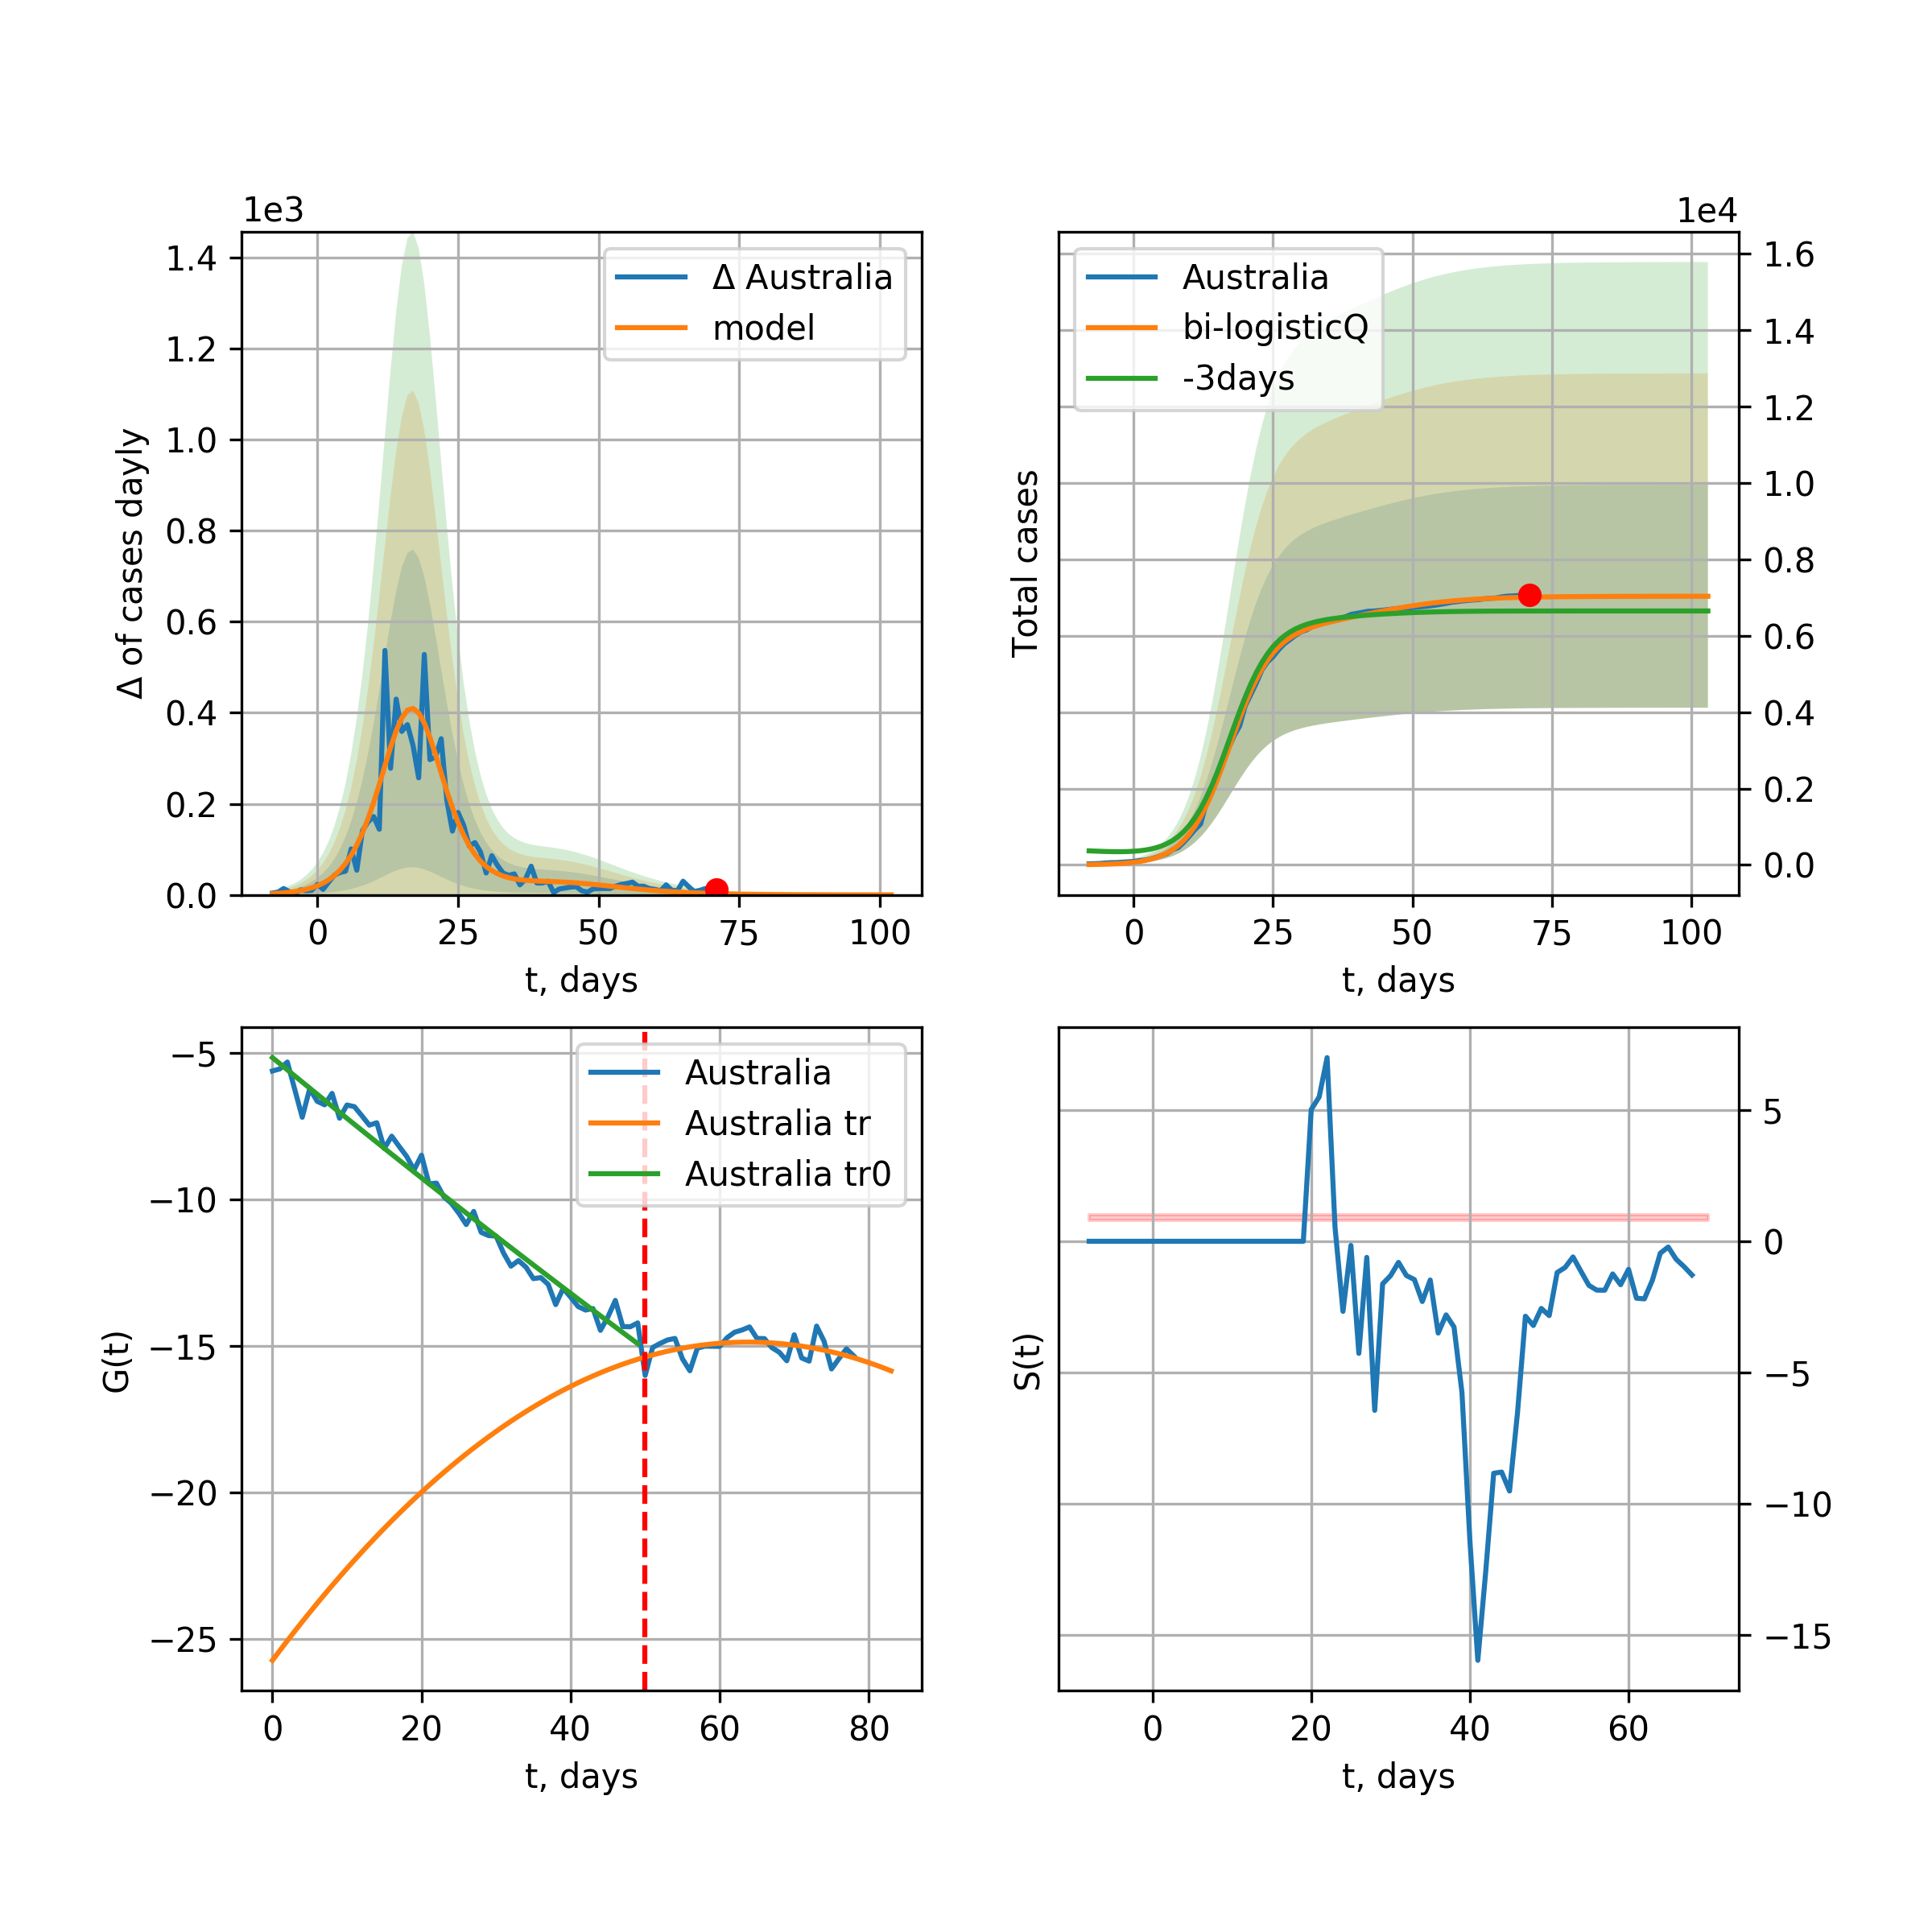 1e3
1.4
1.2
1.0
0.8
0.6
0.4
0.2
0.0
Δ of cases dayly
Δ Australia
model
0 25 50 75 100
t, days
1e4
1.6
1.4
1.2
1.0
0.8
0.6
0.4
0.2
0.0
Total cases
Australia
bi-logisticQ
-3days
0 25 50 75 100
t, days
−5
−10
−15
−20
−25
G(t)
Australia
Australia tr
Australia tr0
0 20 40 60 80
t, days
5
0
−5
−10
−15
S(t)
0 20 40 60
t, days